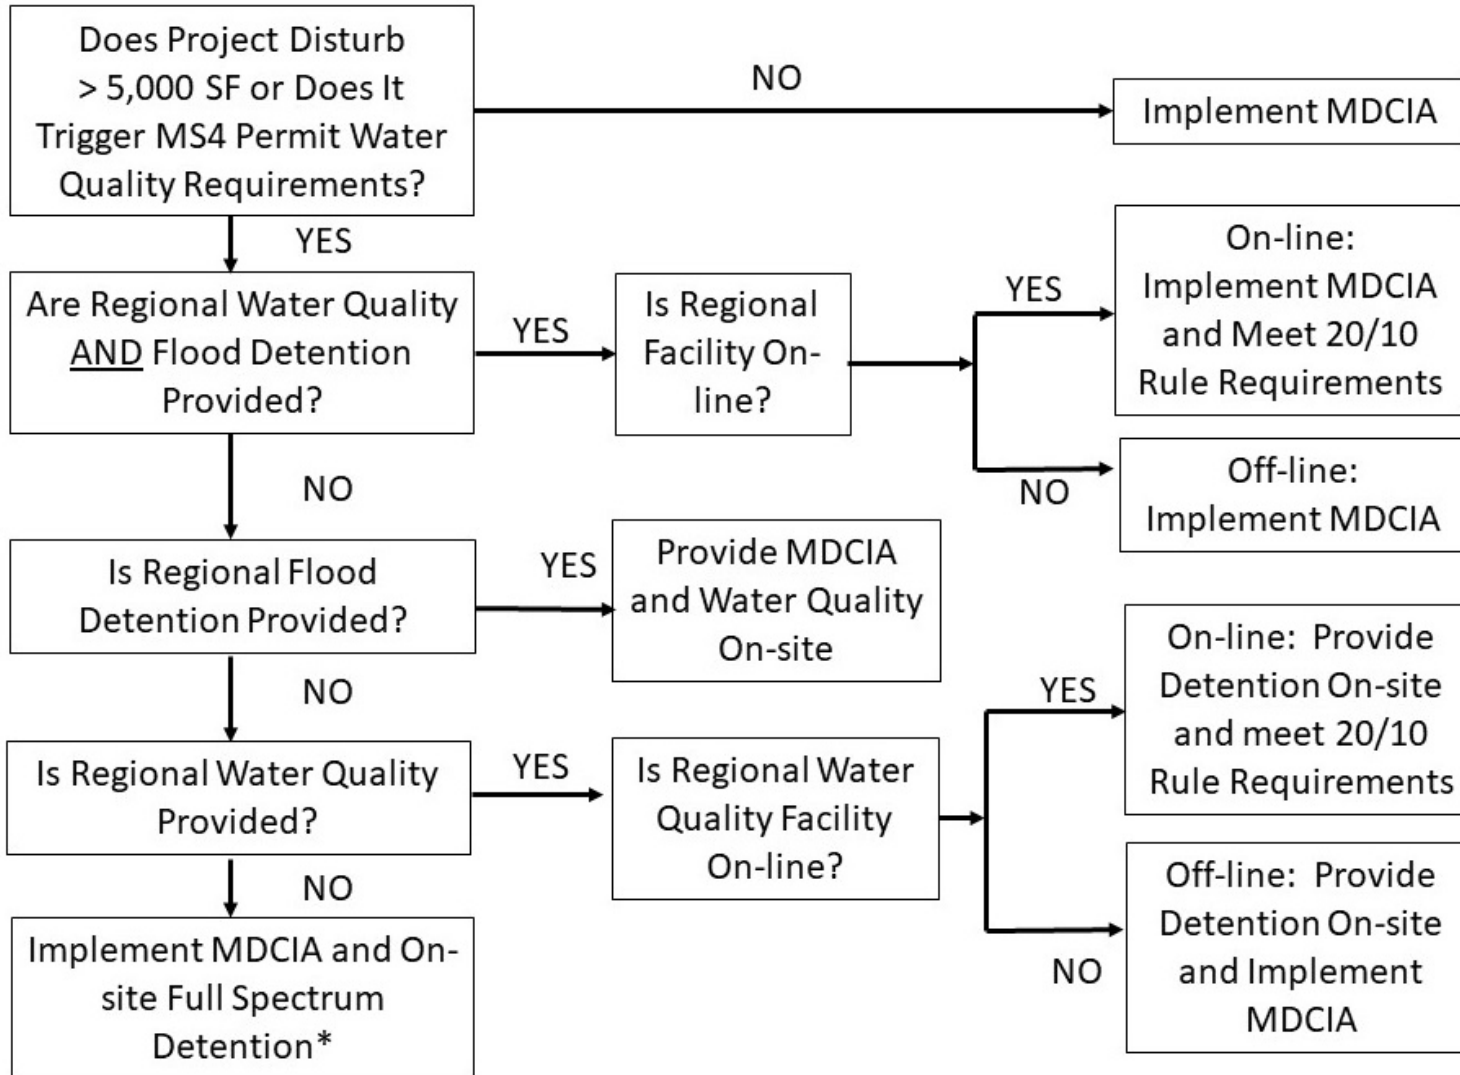 Does Project Disturb
> 5,000 SF or Does It
Trigger MS4 Permit Water
Quality Requirements?
NO
Implement MDCIA
YES
Are Regional Water Quality
AND Flood Detention
Provided?
YES
Is Regional
Facility On-
line?
YES
On-line:
Implement MDCIA
and Meet 20/10
Rule Requirements
NO
Off-line:
Implement MDCIA
NO
Is Regional Flood
Detention Provided?
YES
Provide MDCIA
and Water Quality
On-site
NO
Is Regional Water Quality
Provided?
YES
Is Regional Water
Quality Facility
On-line?
YES
On-line:  Provide
Detention On-site
and meet 20/10
Rule Requirements
NO
Off-line:  Provide
Detention On-site
and Implement
MDCIA
NO
Implement MDCIA and On-
site Full Spectrum
Detention*